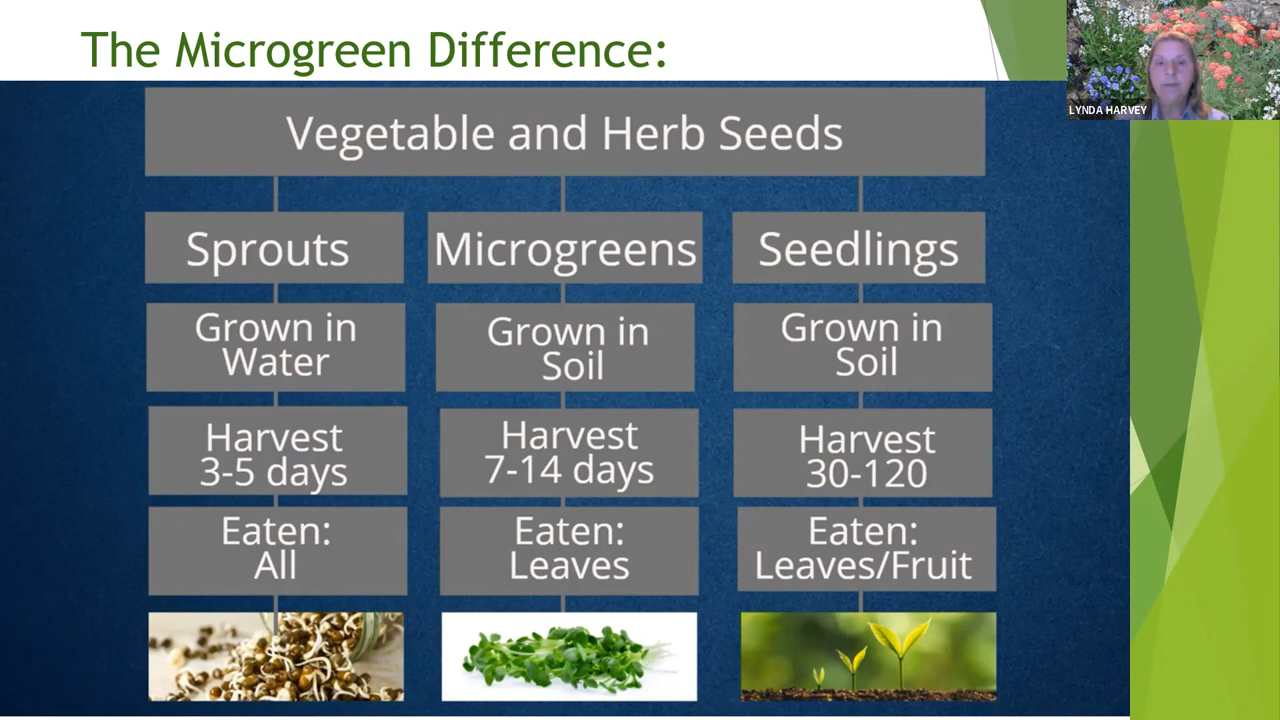 The Microgreen Difference:
LYNDA HARVEY
Vegetable and Herb Seeds
Sprouts
Microgreens
Seedlings
Grown in
Water
Grown in
Soil
Grown in
Soil
Harvest
3-5 days
Harvest
7-14 days
Harvest
30-120
Eaten:
All
Eaten:
Leaves
Eaten:
Leaves/Fruit